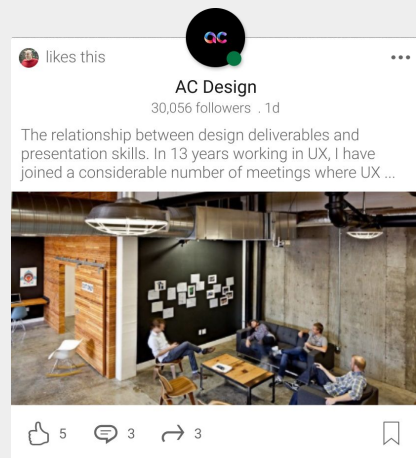 ac
likes this
AC Design
30,056 followers . 1d
The relationship between design deliverables and
presentation skills. In 13 years working in UX, I have
joined a considerable number of meetings where UX ...
5
3
3